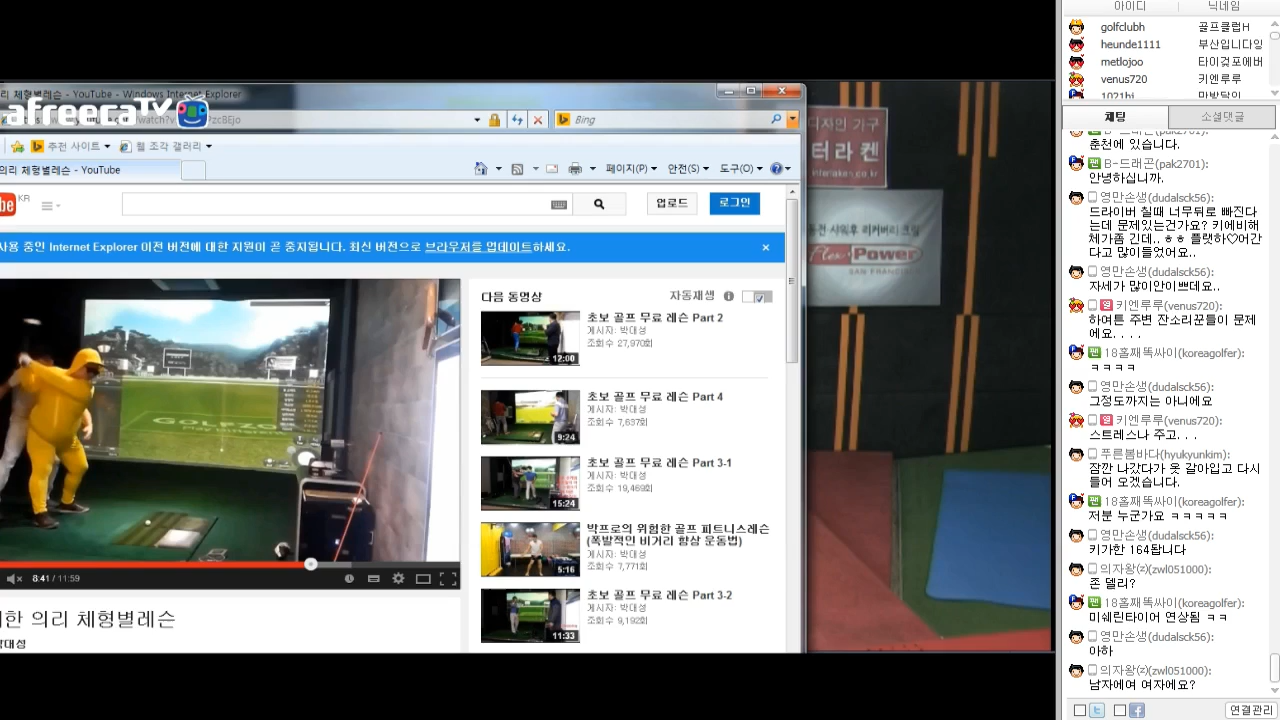 아이디 닉네임
golfclubh 골프클럽H
heunde1111 부산입니다잉
metlojoo 타이겊포에버
venus720 키엔루루
채팅 소셜댓글
리 체형별레슨 - YouTube - Windows Internet Explorer
afreecaTV
Bing
추천 사이트 웹 조각 갤러리
의리 체형별레슨 - YouTube
페이지(P) 안전(S) 도구(O)
KR
업로드 로그인
사용 중인 Internet Explorer 이전 버전에 대한 지원이 곧 중지됩니다. 최신 버전으로 브라우저를 업데이트하세요.
다음 동영상 자동재생
초보 골프 무료 레슨 Part 2
게시자: 박대성
조회수 27,970회
12:00
초보 골프 무료 레슨 Part 4
게시자: 박대성
조회수 7,637회
9:24
초보 골프 무료 레슨 Part 3-1
게시자: 박대성
조회수 19,469회
15:24
박프로의 위험한 골프 피트니스레슨
(폭발적인 비거리 향상 운동법)
게시자: 박대성
조회수 7,771회
5:16
초보 골프 무료 레슨 Part 3-2
게시자: 박대성
조회수 9,192회
11:33
GOLFZO
8:41 / 11:59
한 의리 체형별레슨
박대성
디자인 가구
터라켄
운전·샤워후 리커버리 크림
Flex Power
SAN FRANCISCO
춘천에 있습니다.
팬 B-드래곤(pak2701):
안녕하십니까.
영만손생(dudalsck56):
드라이버 칠때 너무뒤로 빠진다
는데 문제있는건가요? 키에비해
체가좀 긴데.. ㅎㅎ 플랫하♡어간
다고 많이들었어요..
영만손생(dudalsck56):
자세가 많이안이쁘데요..
키엔루루(venus720):
하여튼 주변 잔소리꾼들이 문제
에요. . . .
팬 18홀째똑싸이(koreagolfer):
ㅋㅋㅋㅋ
영만손생(dudalsck56):
그정도까지는 아니에요
키엔루루(venus720):
스트레스나 주고. . .
푸른봄바다(hyukyunkim):
잠깐 나갔다가 옷 갈아입고 다시
들어 오겠습니다.
팬 18홀째똑싸이(koreagolfer):
저분 누군가요 ㅋㅋㅋㅋㅋ
영만손생(dudalsck56):
키가한 164됩니다
의자왕㈜(zwl051000):
존 델리?
팬 18홀째똑싸이(koreagolfer):
미쉐린타이어 연상됨 ㅋㅋ
영만손생(dudalsck56):
아하
의자왕㈜(zwl051000):
남자에여 여자에요?
연결관리